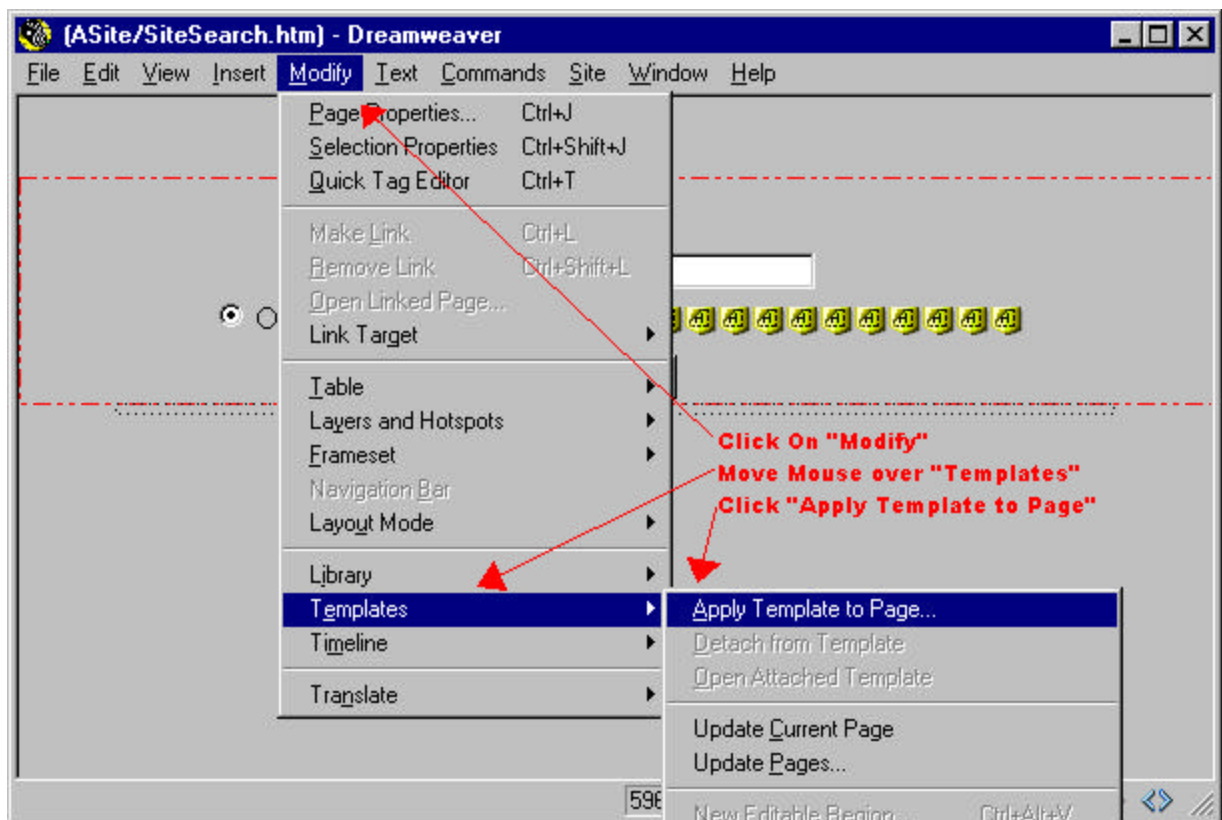 (ASite/SiteSearch.htm) - Dreamweaver
File Edit View Insert Modify Text Commands Site Window Help
Page Properties... Ctrl+J
Selection Properties Ctrl+Shift+J
Quick Tag Editor Ctrl+T
Make Link Ctrl+L
Remove Link Ctrl+Shift+L
Open Linked Page...
Link Target
Table
Layers and Hotspots
Frameset
Navigation Bar
Layout Mode
Library
Templates
Timeline
Translate
Click On "Modify"
Move Mouse over "Templates"
Click "Apply Template to Page"
Apply Template to Page...
Detach from Template
Open Attached Template
Update Current Page
Update Pages...
New Editable Region... Ctrl+Alt+V